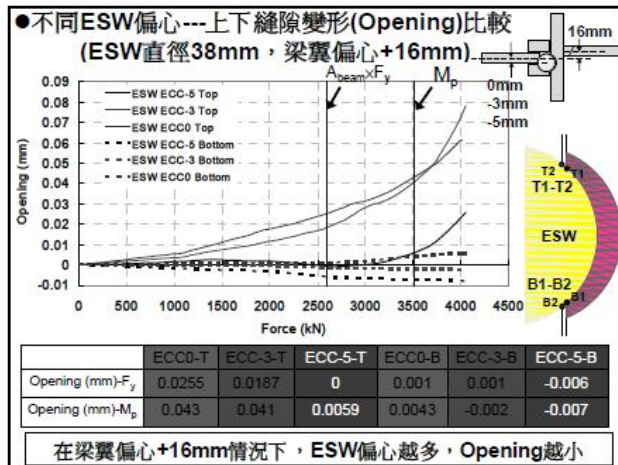 ●不同ESW偏心---上下縫隙變形(Opening)比較
(ESW直徑38mm，梁翼偏心+16mm)
16mm
0mm
-3mm
-5mm
A_beam×F_y
M_p
ESW ECC-5 Top
ESW ECC-3 Top
ESW ECC0 Top
ESW ECC-5 Bottom
ESW ECC-3 Bottom
ESW ECC0 Bottom
Opening (mm)
0.09
0.08
0.07
0.06
0.05
0.04
0.03
0.02
0.01
0
-0.01
0 500 1000 1500 2000 2500 3000 3500 4000 4500
Force (kN)
T2 T1
T1-T2
ESW
B1-B2
B2 B1
ECC0-T ECC-3-T ECC-5-T ECC0-B ECC-3-B ECC-5-B
Opening (mm)-F_y 0.0255 0.0187 0 0.001 0.001 -0.006
Opening (mm)-M_p 0.043 0.041 0.0059 0.0043 -0.002 -0.007
在梁翼偏心+16mm情況下，ESW偏心越多，Opening越小